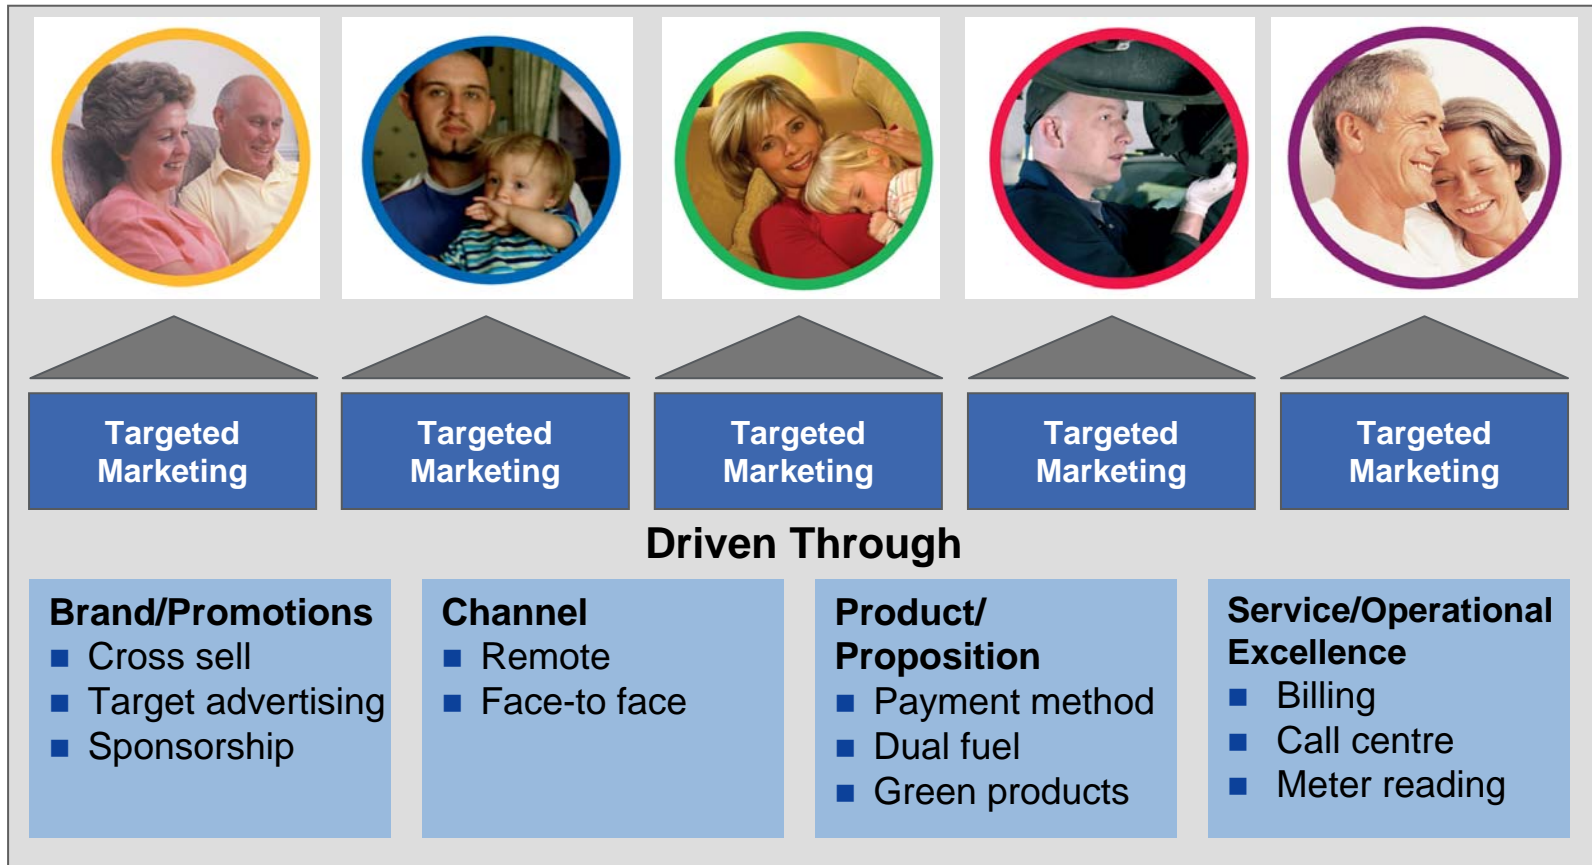 Targeted
Marketing
Targeted
Marketing
Targeted
Marketing
Targeted
Marketing
Targeted
Marketing
Driven Through
Brand/Promotions
Cross sell
Target advertising
Sponsorship
Channel
Remote
Face-to face
Product/
Proposition
Payment method
Dual fuel
Green products
Service/Operational
Excellence
Billing
Call centre
Meter reading